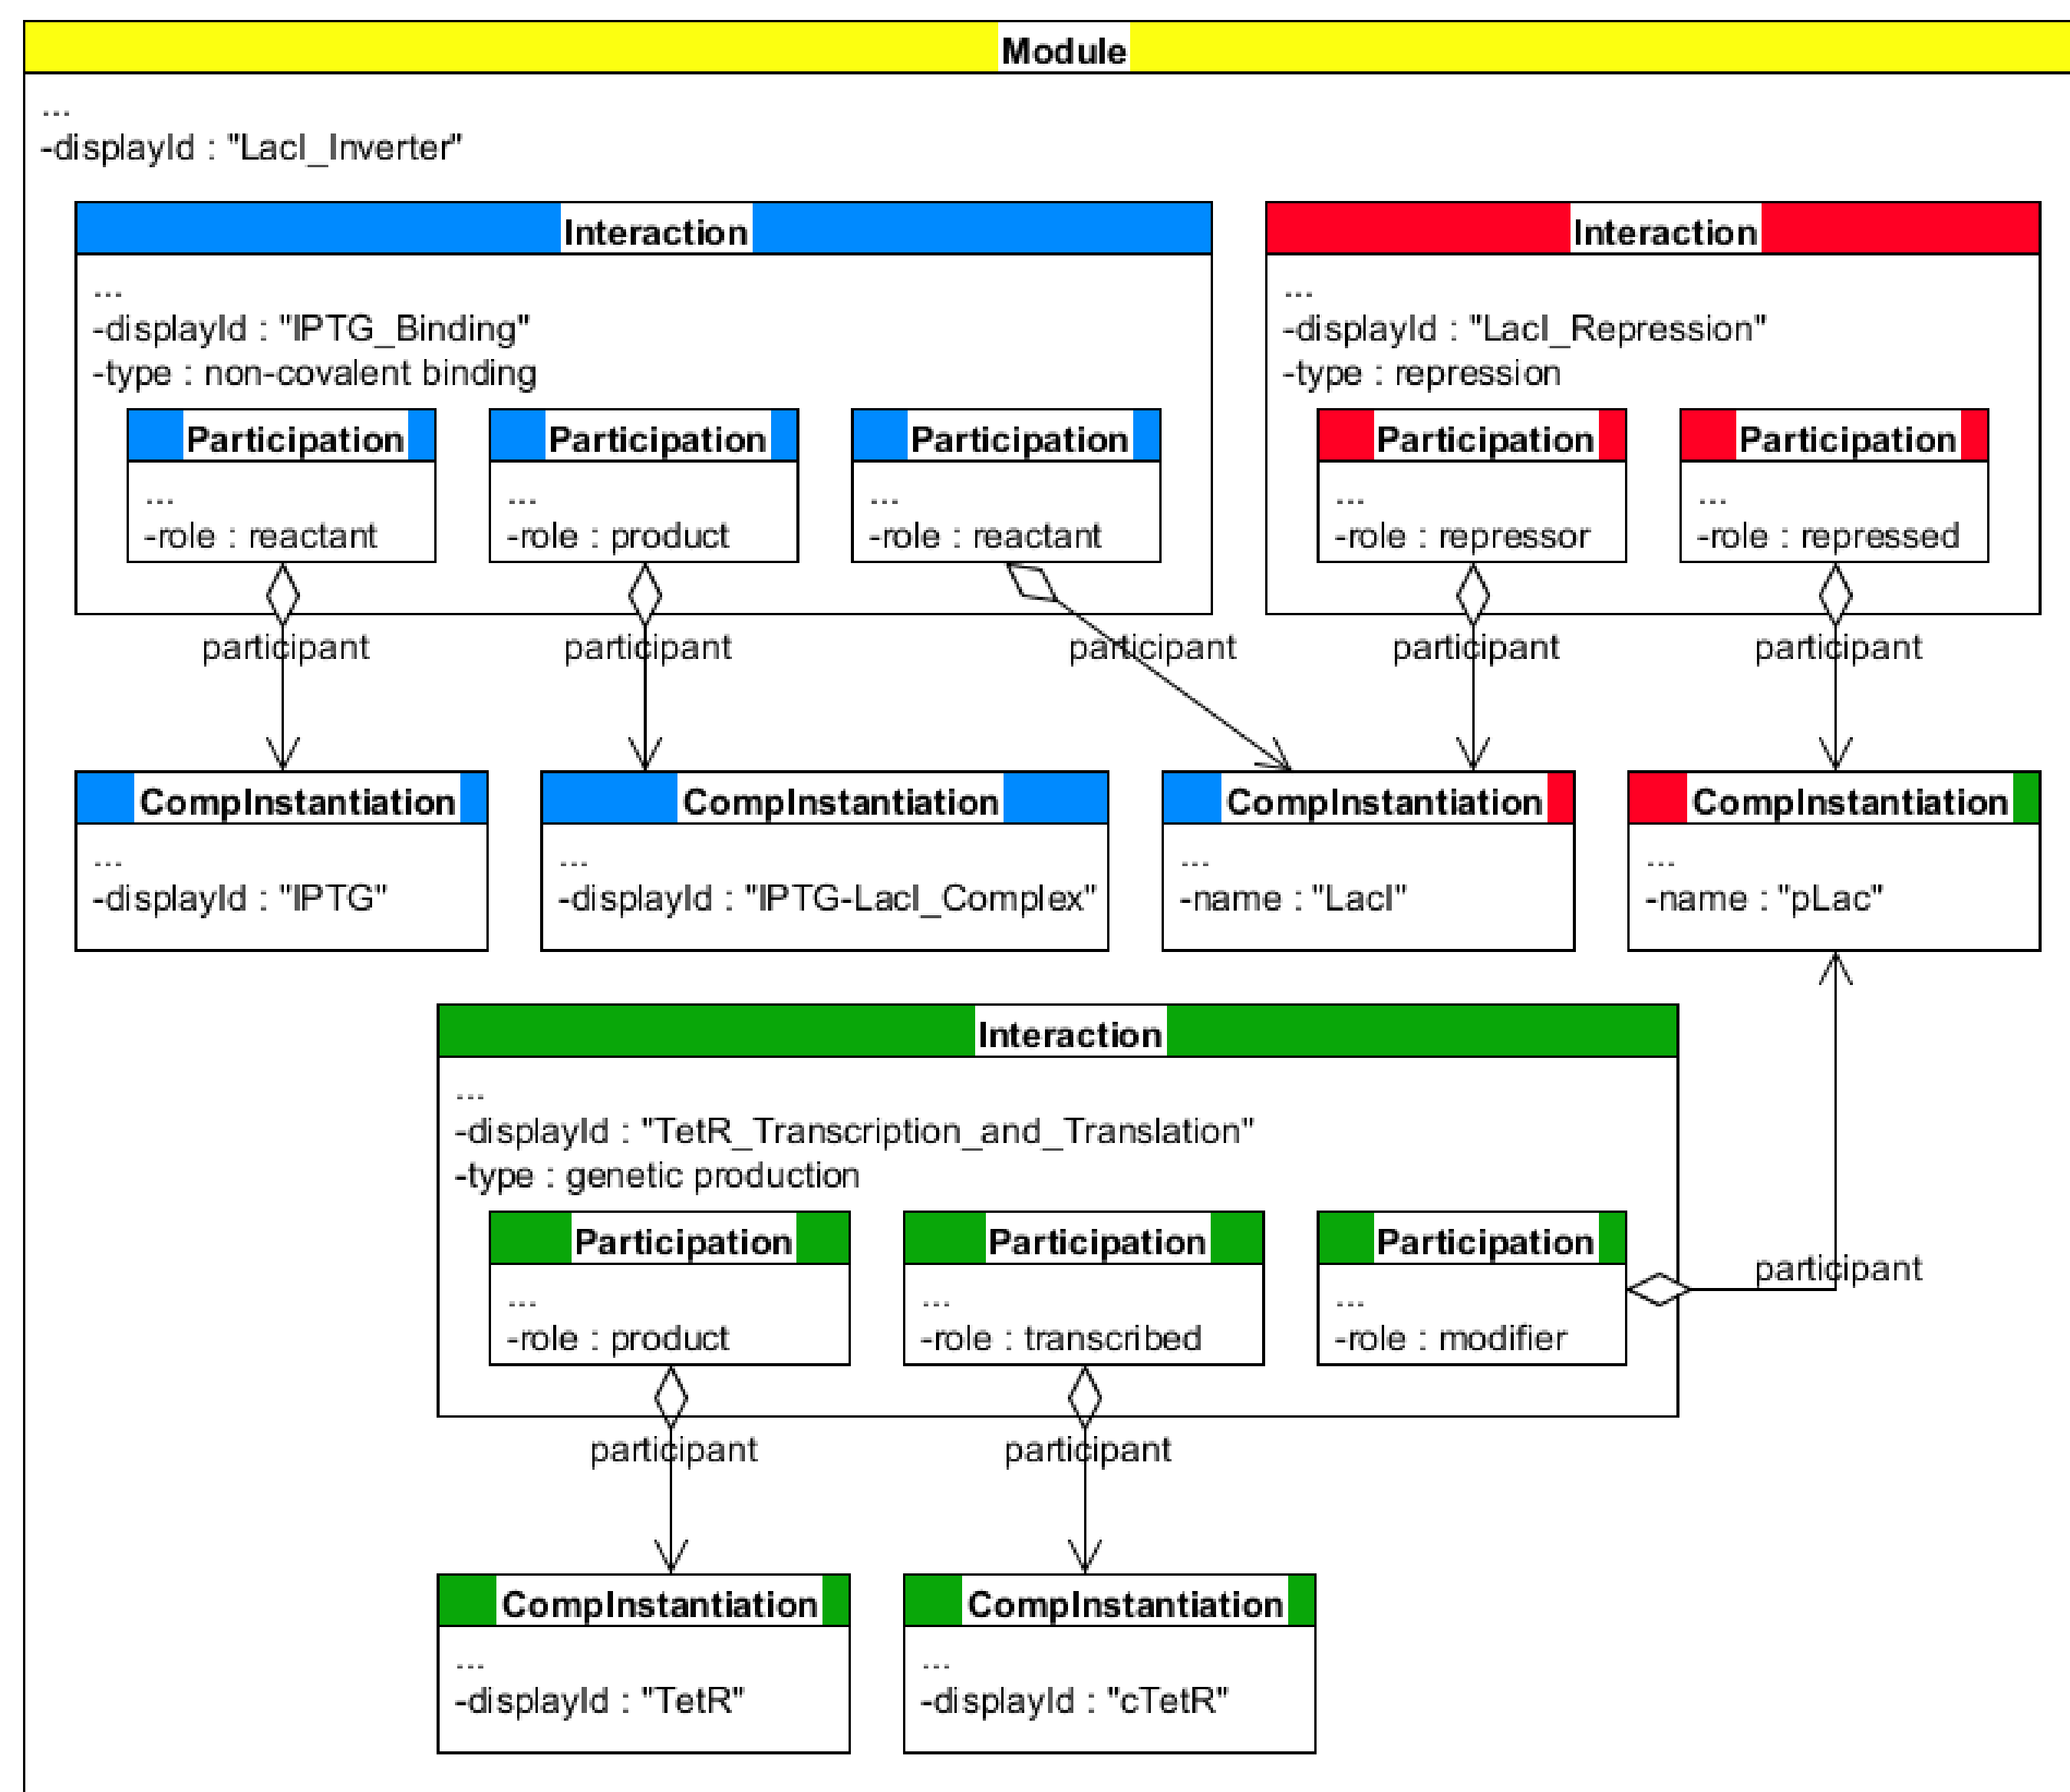 Module
...
-displayId : "LacI_Inverter"
Interaction
...
-displayId : "IPTG_Binding"
-type : non-covalent binding
Participation
...
-role : reactant
Participation
...
-role : product
Participation
...
-role : reactant
Interaction
...
-displayId : "LacI_Repression"
-type : repression
Participation
...
-role : repressor
Participation
...
-role : repressed
participant
participant
participant
participant
participant
CompInstantiation
...
-displayId : "IPTG"
CompInstantiation
...
-displayId : "IPTG-LacI_Complex"
CompInstantiation
...
-name : "LacI"
CompInstantiation
...
-name : "pLac"
Interaction
...
-displayId : "TetR_Transcription_and_Translation"
-type : genetic production
Participation
...
-role : product
Participation
...
-role : transcribed
Participation
...
-role : modifier
participant
participant
participant
CompInstantiation
...
-displayId : "TetR"
CompInstantiation
...
-displayId : "cTetR"